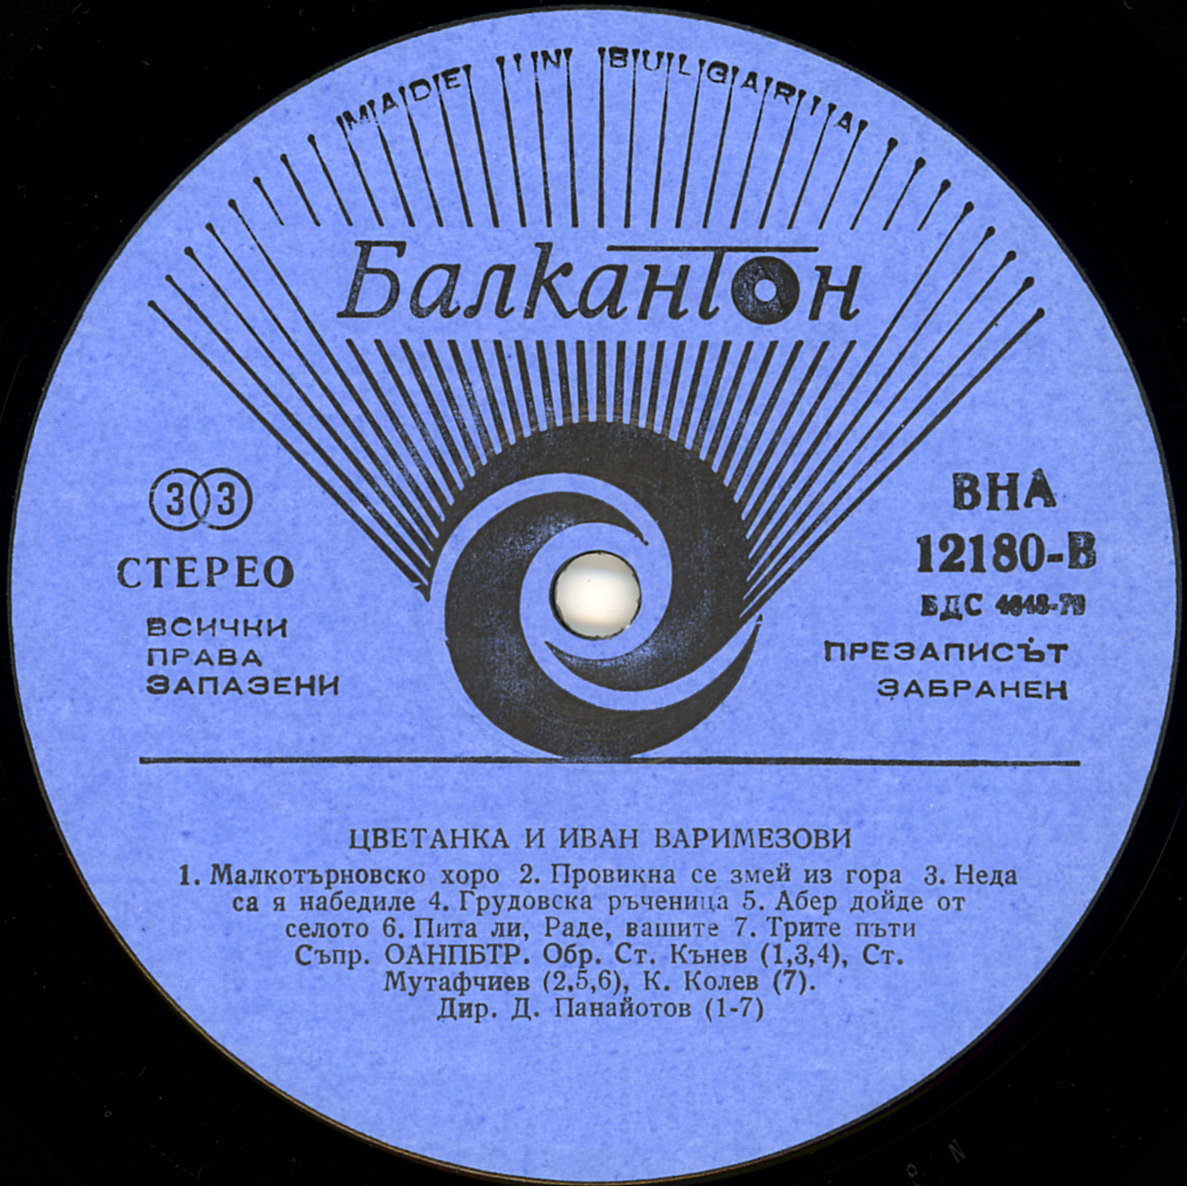 MADE IN BULGARIA
Балкантон
33
СТЕРЕО
ВСИЧКИ
ПРАВА
ЗАПАЗЕНИ
ВНА
12180-В
БДС
ПРЕЗАПИСЪТ
ЗАБРАНЕН
ЦВЕТАНКА И ИВАН ВАРИМЕЗОВИ
1. Малкотърновско хоро 2. Провикна се змей из гора 3. Неда
са я набедиле 4. Грудовска ръченица 5. Абер дойде от
селото 6. Пита ли, Раде, вашите 7. Трите пъти
Съпр. ОАНПБТР. Обр. Ст. Кънев (1,3,4), Ст.
Мутафчиев (2,5,6), К. Колев (7).
Дир. Д. Панайотов (1-7)